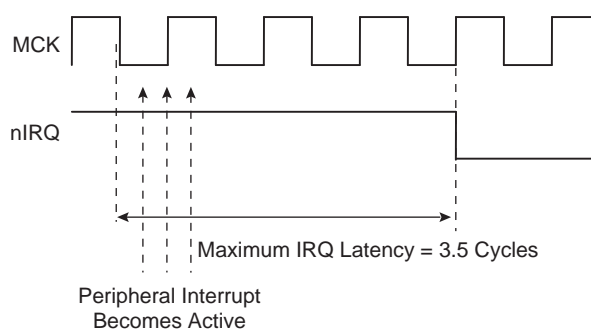 MCK
nIRQ
Maximum IRQ Latency = 3.5 Cycles
Peripheral Interrupt
Becomes Active